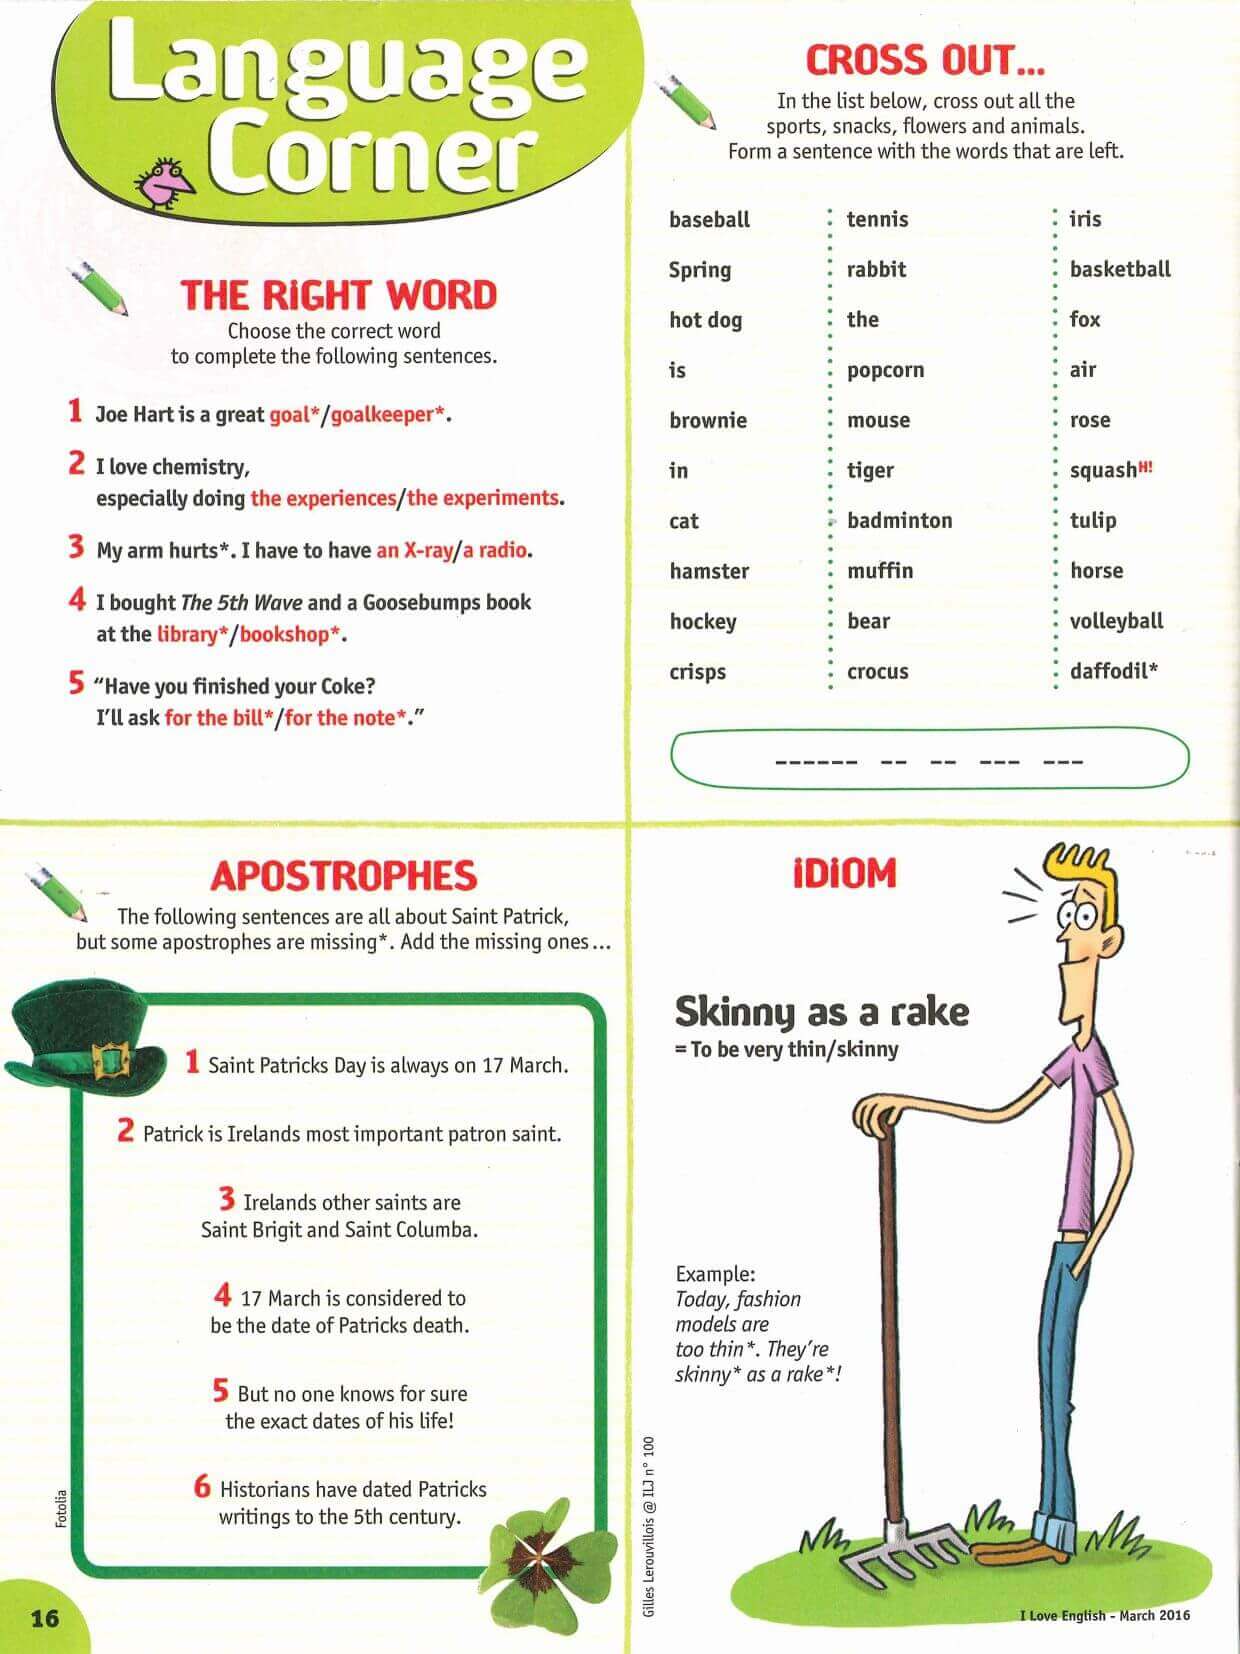 Language
Corner
THE RiGHT WORD
Choose the correct word
to complete the following sentences.
1 Joe Hart is a great goal*/goalkeeper*.
2 I love chemistry,
especially doing the experiences/the experiments.
3 My arm hurts*. I have to have an X-ray/a radio.
4 I bought The 5th Wave and a Goosebumps book
at the library*/bookshop*.
5 “Have you finished your Coke?
I’ll ask for the bill*/for the note*.”
CROSS OUT...
In the list below, cross out all the
sports, snacks, flowers and animals.
Form a sentence with the words that are left.
baseball
Spring
hot dog
is
brownie
in
cat
hamster
hockey
crisps
tennis
rabbit
the
popcorn
mouse
tiger
badminton
muffin
bear
crocus
iris
basketball
fox
air
rose
squashH!
tulip
horse
volleyball
daffodil*
------ -- -- --- ---
APOSTROPHES
The following sentences are all about Saint Patrick,
but some apostrophes are missing*. Add the missing ones...
1 Saint Patricks Day is always on 17 March.
2 Patrick is Irelands most important patron saint.
3 Irelands other saints are
Saint Brigit and Saint Columba.
4 17 March is considered to
be the date of Patricks death.
5 But no one knows for sure
the exact dates of his life!
6 Historians have dated Patricks
writings to the 5th century.
Fotolia
16
iDiOM
Skinny as a rake
= To be very thin/skinny
Example:
Today, fashion
models are
too thin*. They’re
skinny* as a rake*!
Gilles Lerouvillois @ ILJ n° 100
I Love English - March 2016